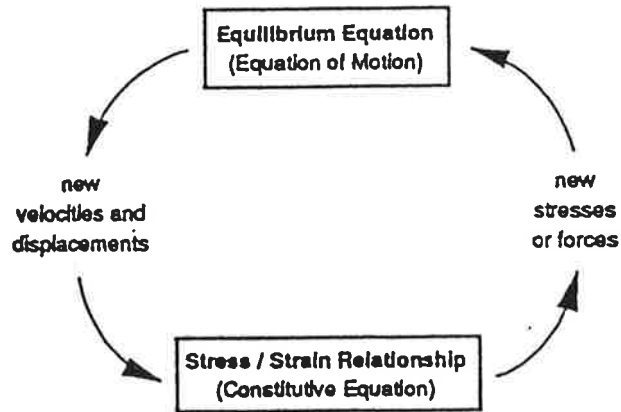 Equilibrium Equation
(Equation of Motion)
new
velocities and
displacements
new
stresses
or forces
Stress / Strain Relationship
(Constitutive Equation)